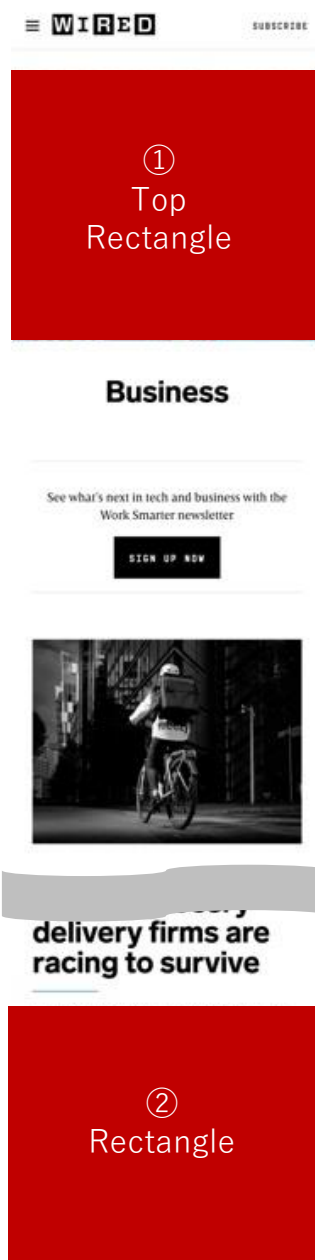 WIRED
SUBSCRIBE
①
Top
Rectangle
Business
See what's next in tech and business with the
Work Smarter newsletter
SIGN UP NOW
delivery firms are
racing to survive
②
Rectangle